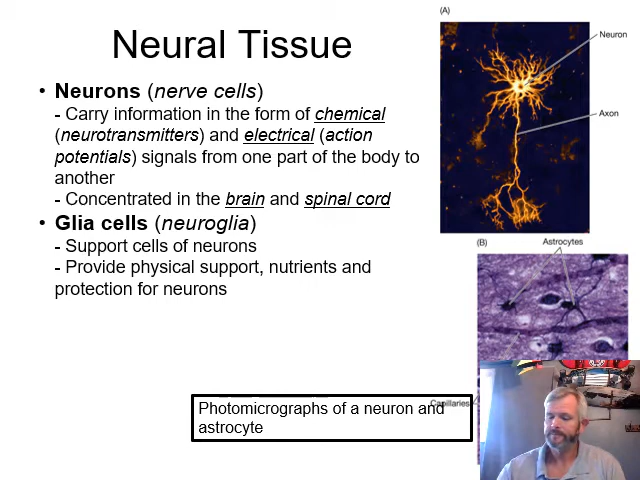 Neural Tissue
• Neurons (nerve cells)
- Carry information in the form of chemical
(neurotransmitters) and electrical (action
potentials) signals from one part of the body to
another
- Concentrated in the brain and spinal cord
• Glia cells (neuroglia)
- Support cells of neurons
- Provide physical support, nutrients and
protection for neurons
(A)
Neuron
Axon
(B)
Astrocytes
Capillaries
Photomicrographs of a neuron and
astrocyte